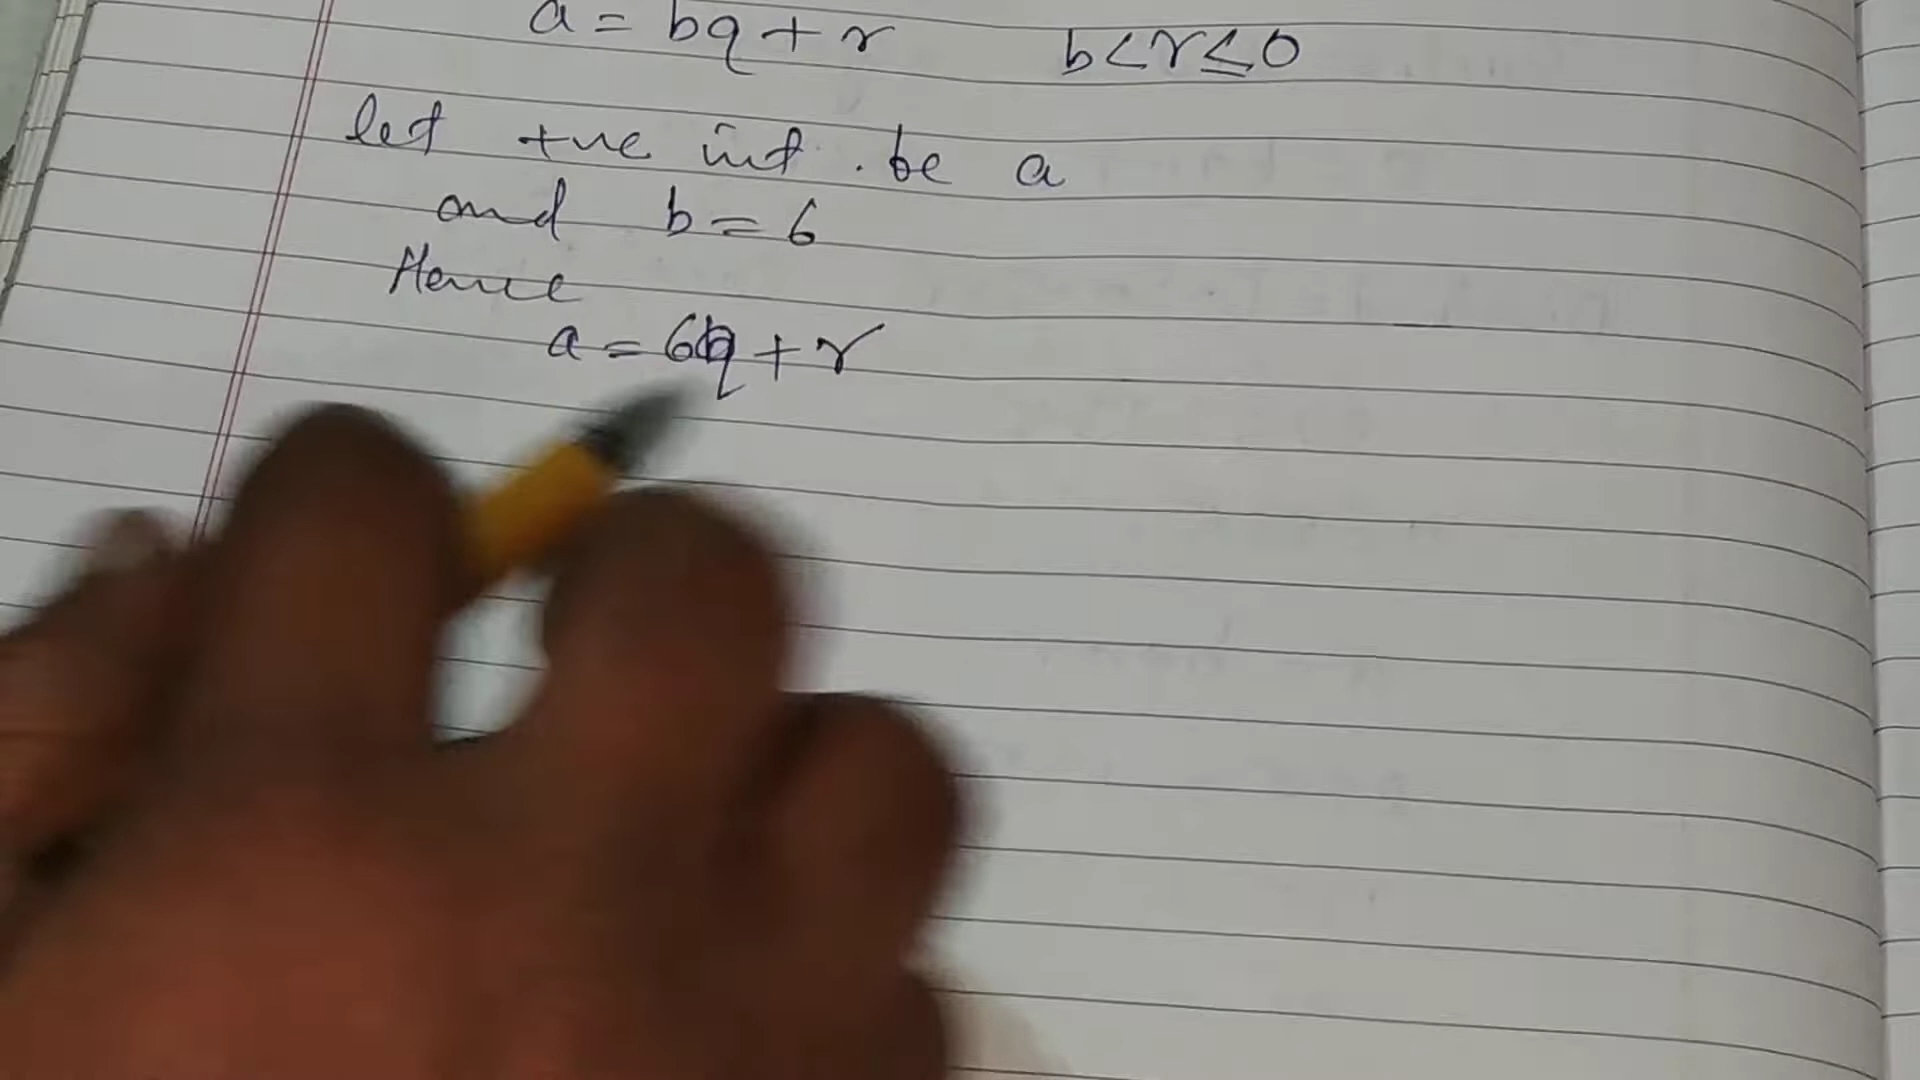 a = bq + r b<r≤0
let +ve int. be a
and b = 6
Hence
a = 6q + r